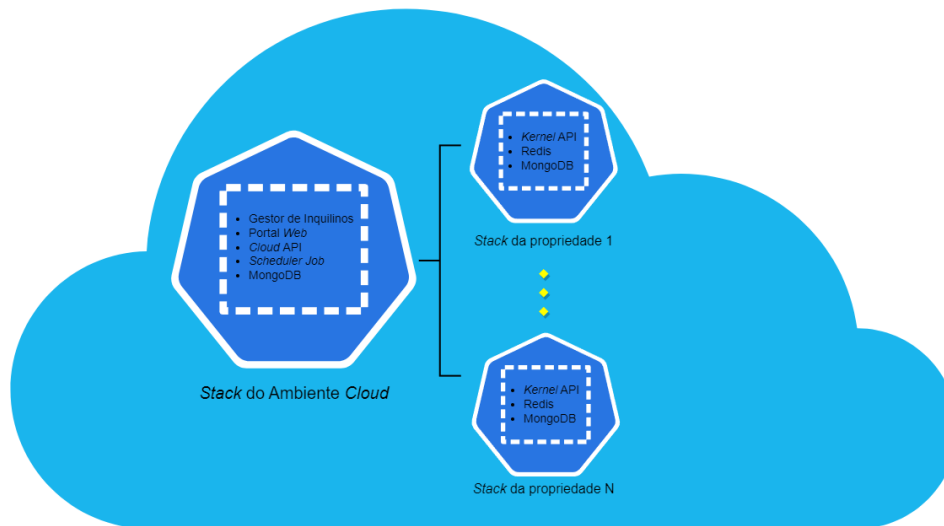 Kernel API
Redis
MongoDB
Stack da propriedade 1
Gestor de Inquilinos
Portal Web
Cloud API
Scheduler Job
MongoDB
Stack do Ambiente Cloud
Kernel API
Redis
MongoDB
Stack da propriedade N